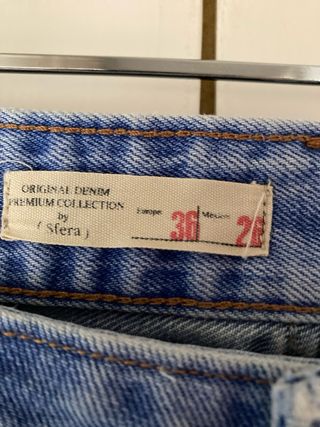 ORIGINAL DENIM
PREMIUM COLLECTION
by
( Sfera )
Europe 36 Mexico 26